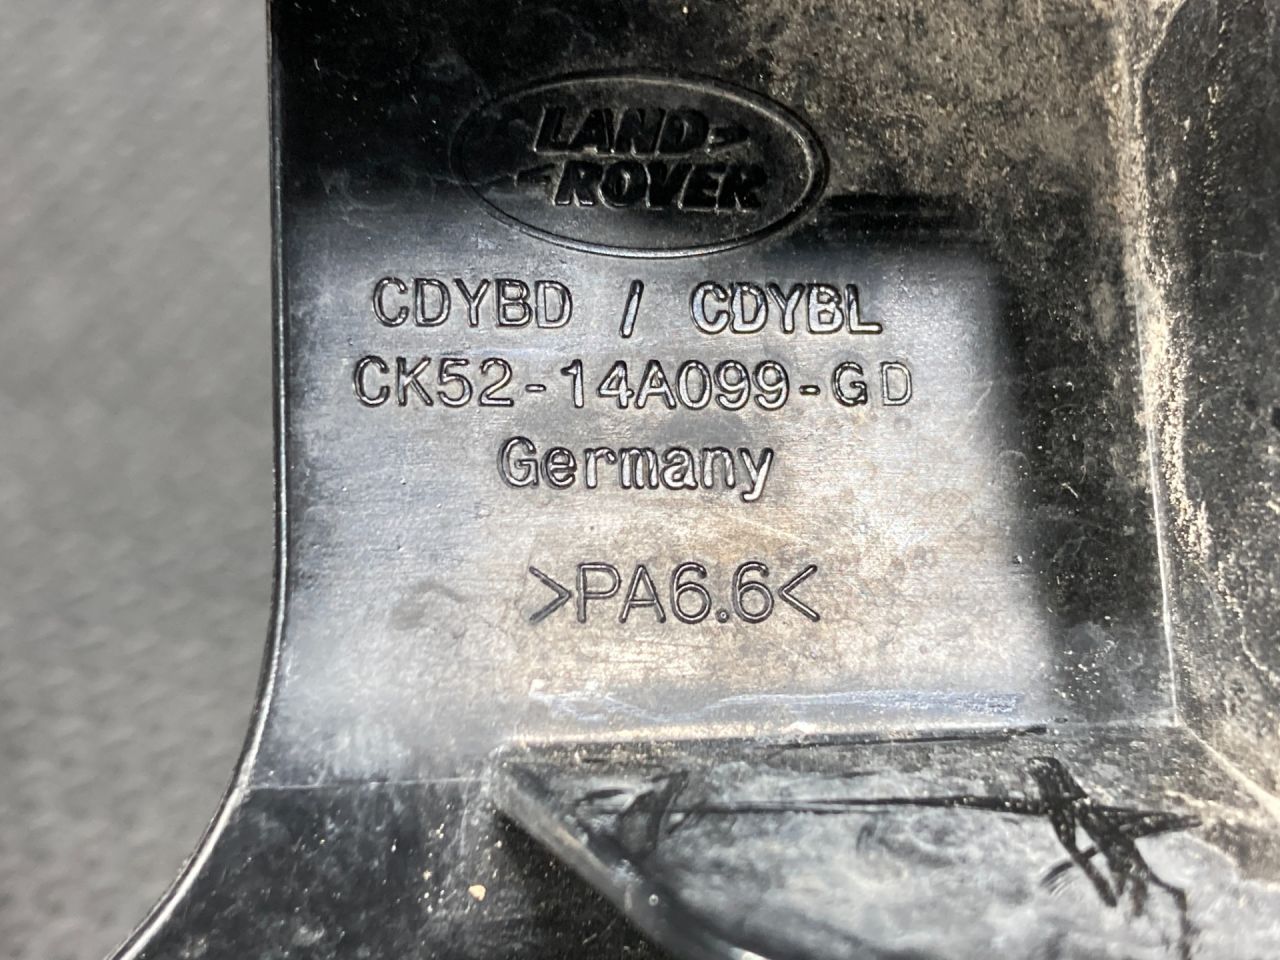 LAND
ROVER
CDYBD / CDYBL
CK52-14A099-GD
Germany
>PA6.6<